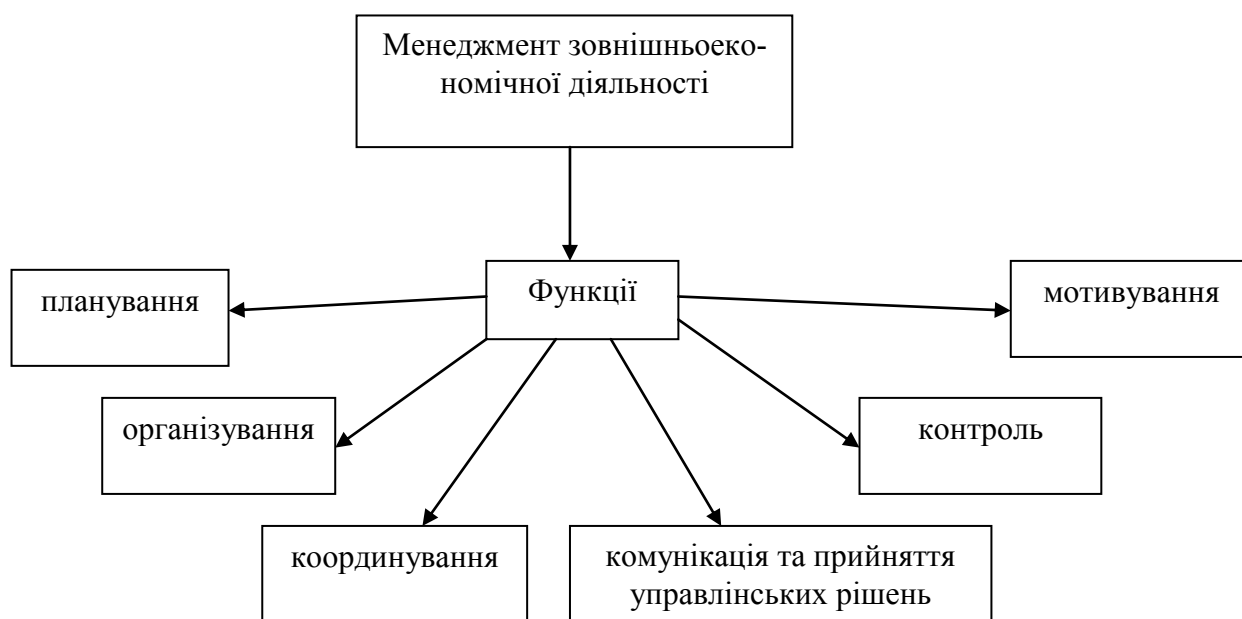 Менеджмент зовнішньоеко-
номічної діяльності
Функції
планування
мотивування
організування
контроль
координування
комунікація та прийняття
управлінських рішень